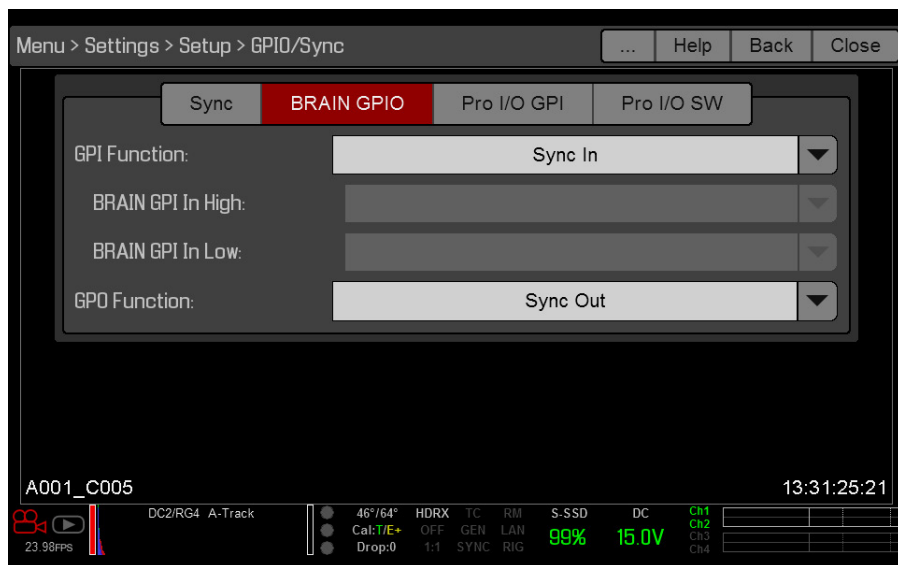 Menu > Settings > Setup > GPIO/Sync ... Help Back Close
Sync BRAIN GPIO Pro I/O GPI Pro I/O SW
GPI Function: Sync In
BRAIN GPI In High:
BRAIN GPI In Low:
GPO Function: Sync Out
A001_C005 13:31:25:21
DC2/RG4 A-Track 46°/64° HDRX TC RM S-SSD DC Ch1
Cal:T/E+ OFF GEN LAN 99% 15.0V Ch2
23.98FPS Drop:0 1:1 SYNC RIG Ch3
Ch4